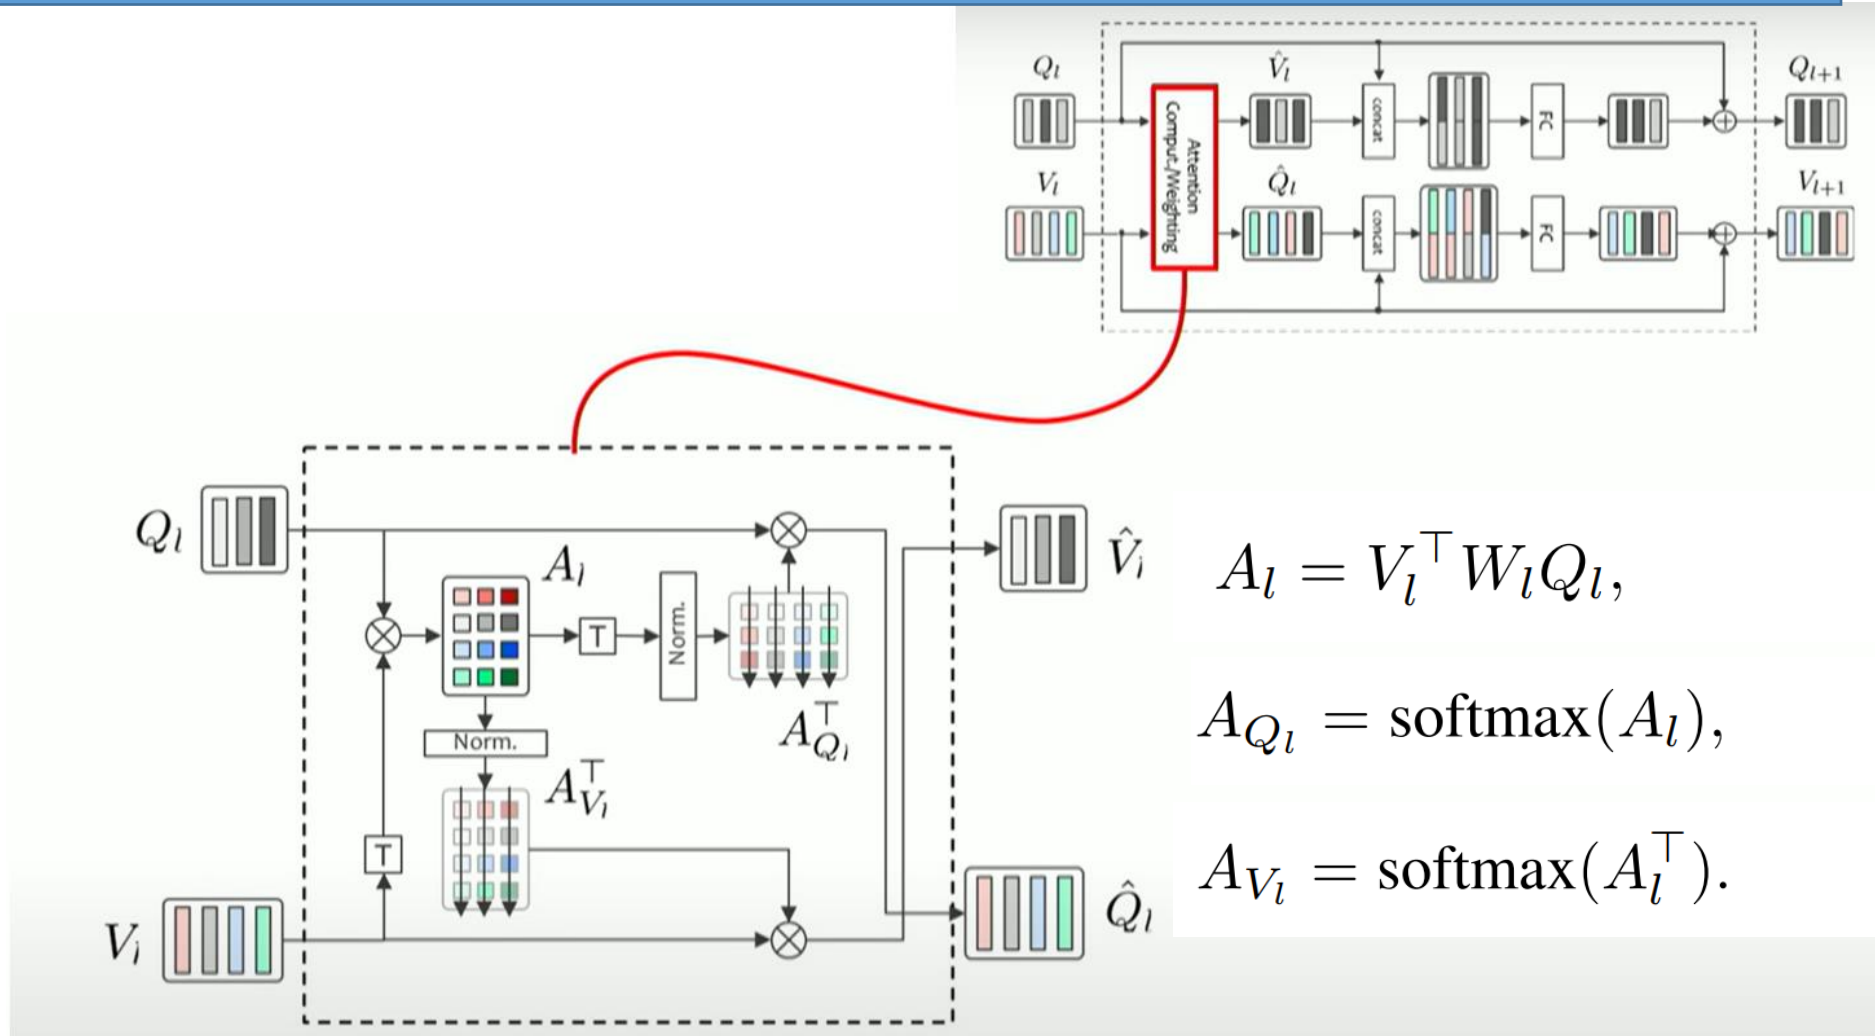 Q_l
V̂_l
Q_{l+1}
concat
FC
Attention
Comput./Weighting
V_l
Q̂_l
V_{l+1}
concat
FC
Q_l
A_l
T
Norm.
V̂_l
A_l = V_l^⊤ W_l Q_l,
Norm.
A_{Q_l}^⊤
A_{Q_l} = softmax(A_l),
A_{V_l}^⊤
T
A_{V_l} = softmax(A_l^⊤).
V_l
Q̂_l